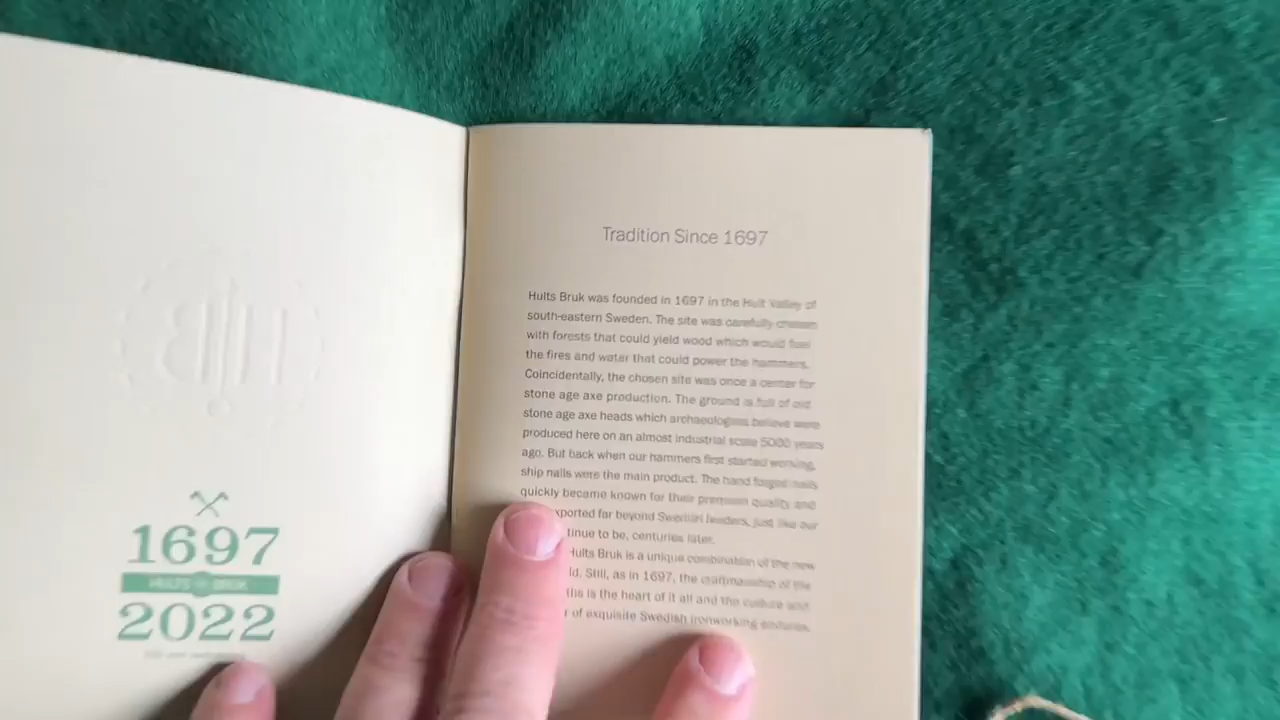 1697
HULTS BRUK
2022
Tradition Since 1697
Hults Bruk was founded in 1697 in the Hult Valley of
south-eastern Sweden. The site was carefully chosen
with forests that could yield wood which would fuel
the fires and water that could power the hammers.
Coincidentally, the chosen site was once a center for
stone age axe production. The ground is full of old
stone age axe heads which archaeologists believe were
produced here on an almost industrial scale 5000 years
ago. But back when our hammers first started working,
ship nails were the main product. The hand forged nails
quickly became known for their premium quality and
xported far beyond Swedish borders, just like our
tinue to be, centuries later.
Hults Bruk is a unique combination of the new
ld. Still, as in 1697, the craftmanship of the
ths is the heart of it all and the culture and
r of exquisite Swedish ironworking endures.